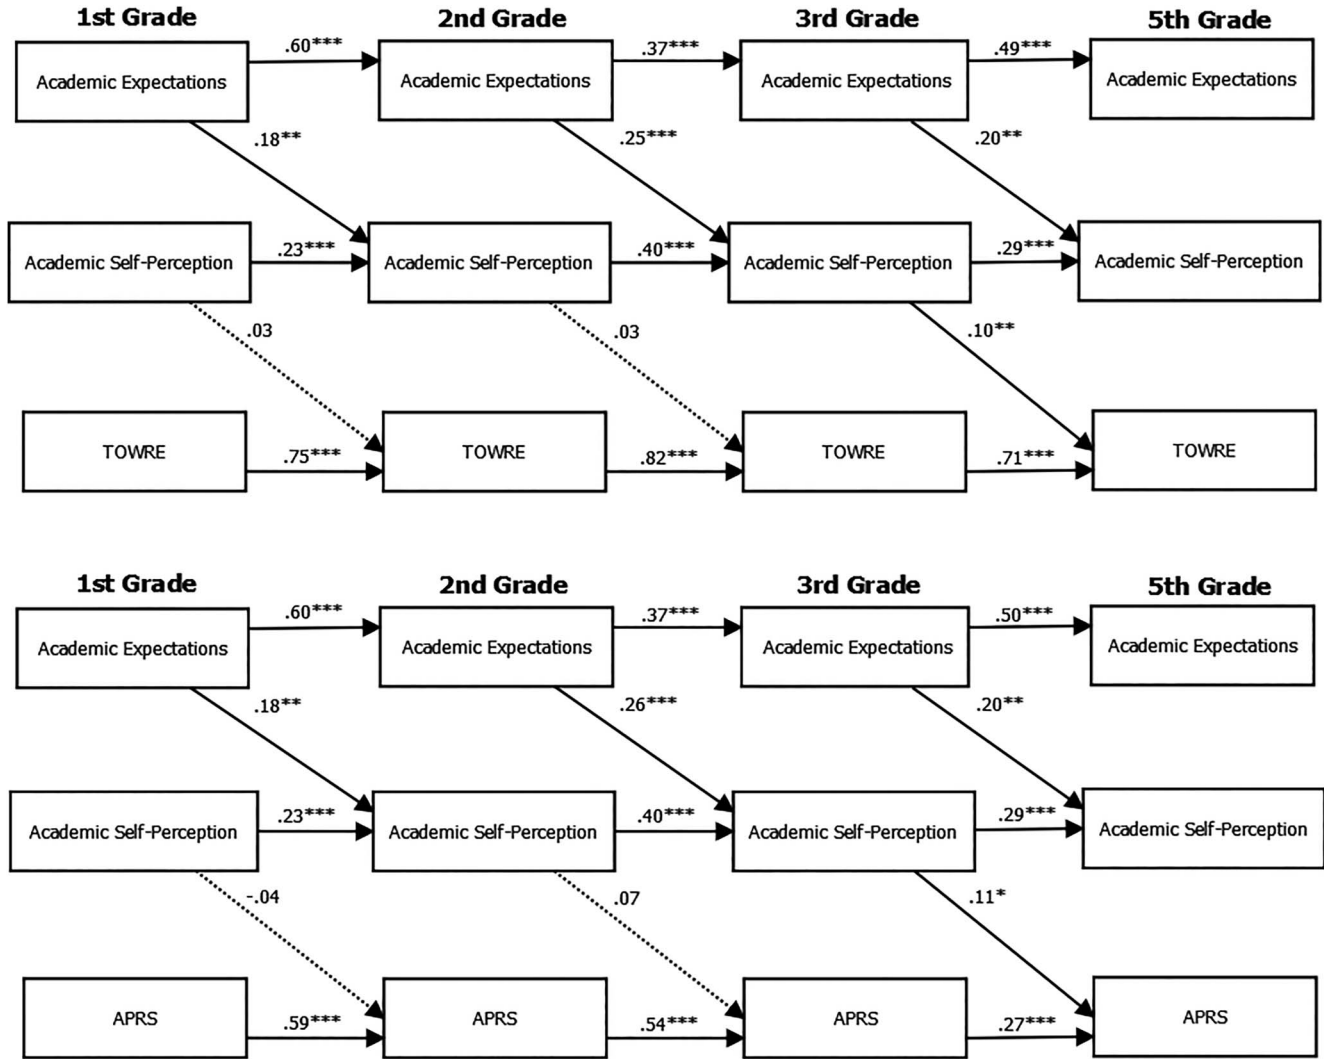 1st Grade 2nd Grade 3rd Grade 5th Grade
.60*** .37*** .49***
Academic Expectations Academic Expectations Academic Expectations Academic Expectations
.18** .25*** .20**
.23*** .40*** .29***
Academic Self-Perception Academic Self-Perception Academic Self-Perception Academic Self-Perception
.03 .03 .10**
TOWRE TOWRE TOWRE TOWRE
.75*** .82*** .71***
1st Grade 2nd Grade 3rd Grade 5th Grade
.60*** .37*** .50***
Academic Expectations Academic Expectations Academic Expectations Academic Expectations
.18** .26*** .20**
.23*** .40*** .29***
Academic Self-Perception Academic Self-Perception Academic Self-Perception Academic Self-Perception
-.04 .07 .11*
APRS APRS APRS APRS
.59*** .54*** .27***